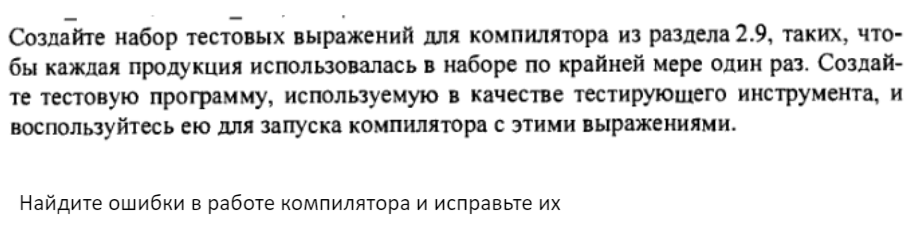 Создайте набор тестовых выражений для компилятора из раздела 2.9, таких, что-
бы каждая продукция использовалась в наборе по крайней мере один раз. Создай-
те тестовую программу, используемую в качестве тестирующего инструмента, и
воспользуйтесь ею для запуска компилятора с этими выражениями.
Найдите ошибки в работе компилятора и исправьте их